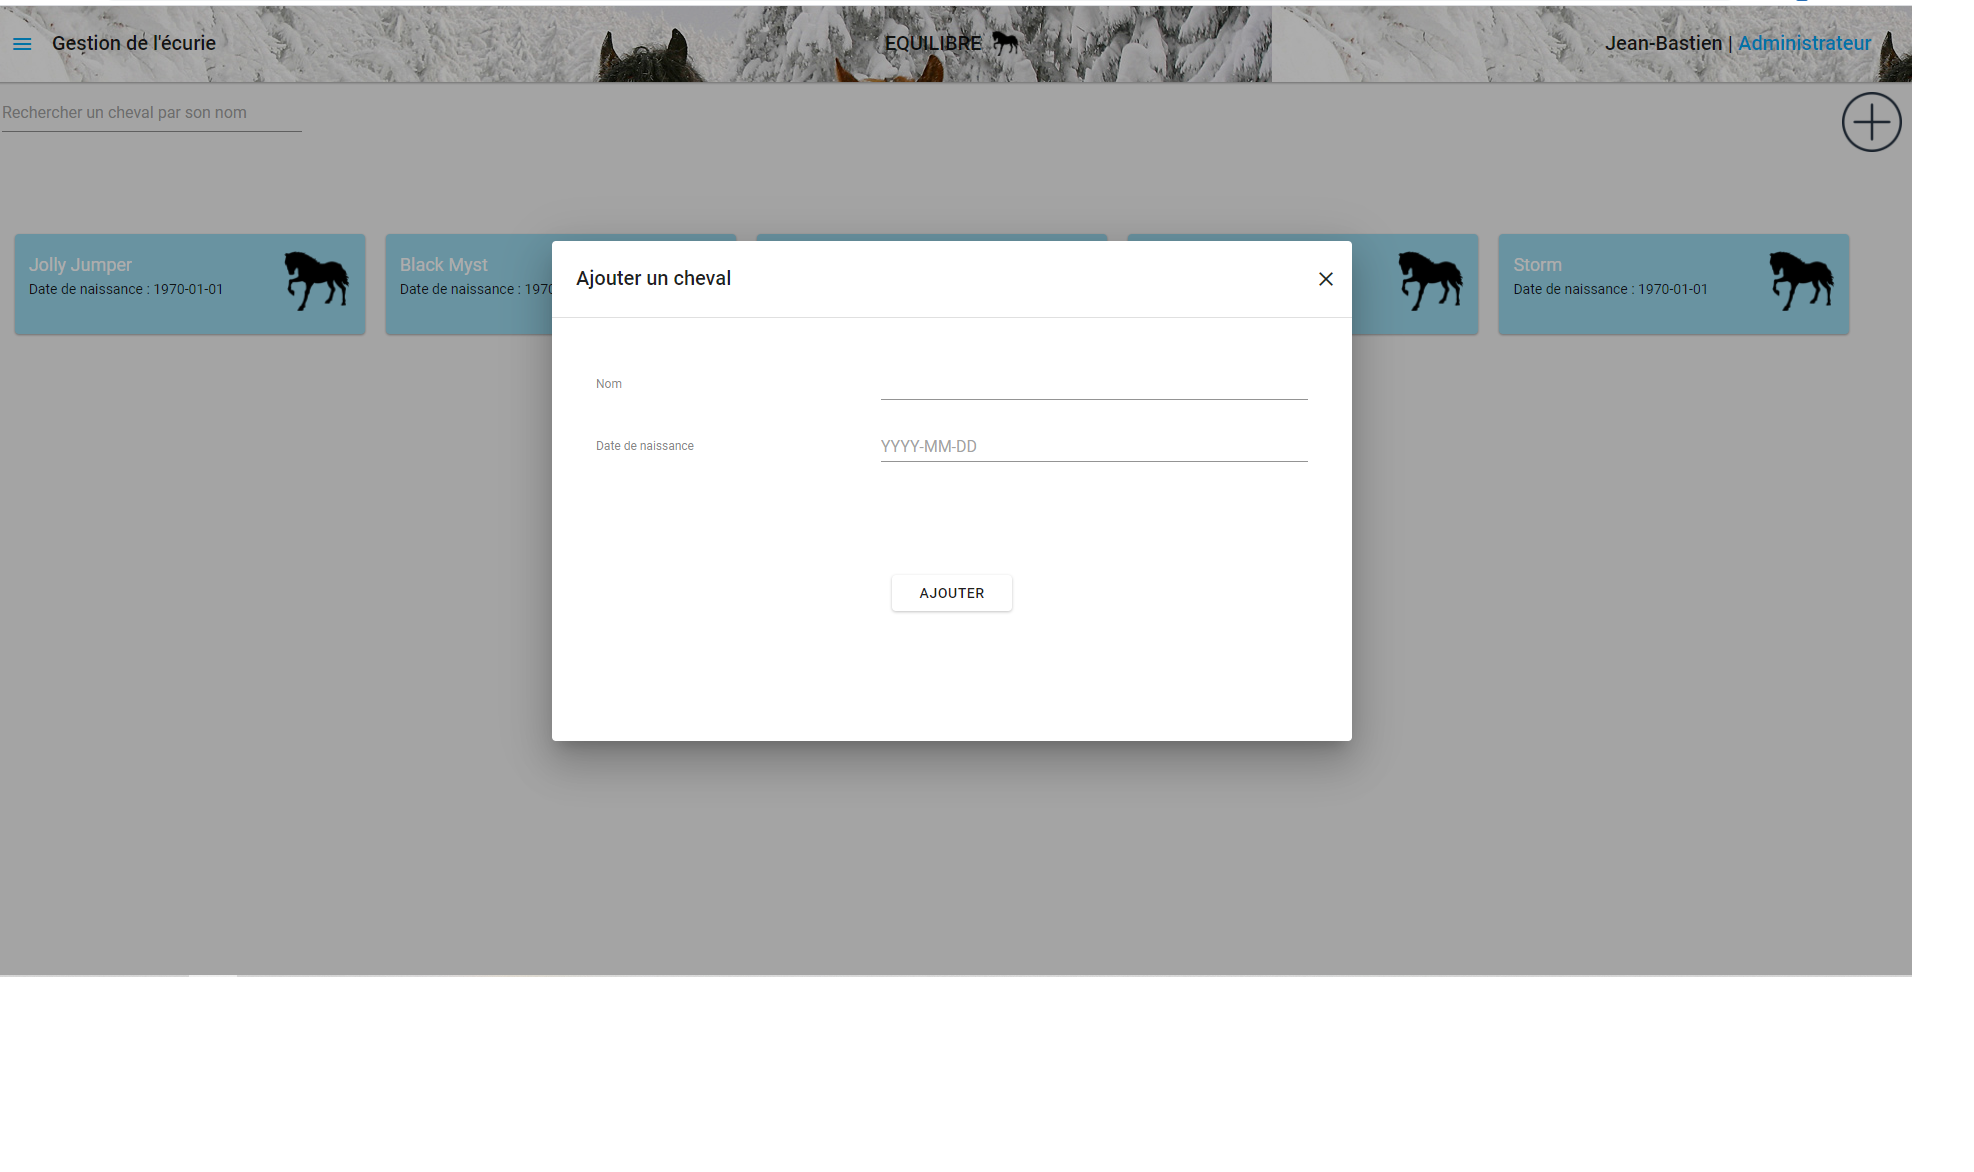 Gestion de l'écurie
EQUILIBRE
Jean-Bastien | Administrateur
Rechercher un cheval par son nom
Jolly Jumper
Date de naissance : 1970-01-01
Black Myst
Date de naissance : 1970
Storm
Date de naissance : 1970-01-01
Ajouter un cheval
Nom
Date de naissance
YYYY-MM-DD
AJOUTER